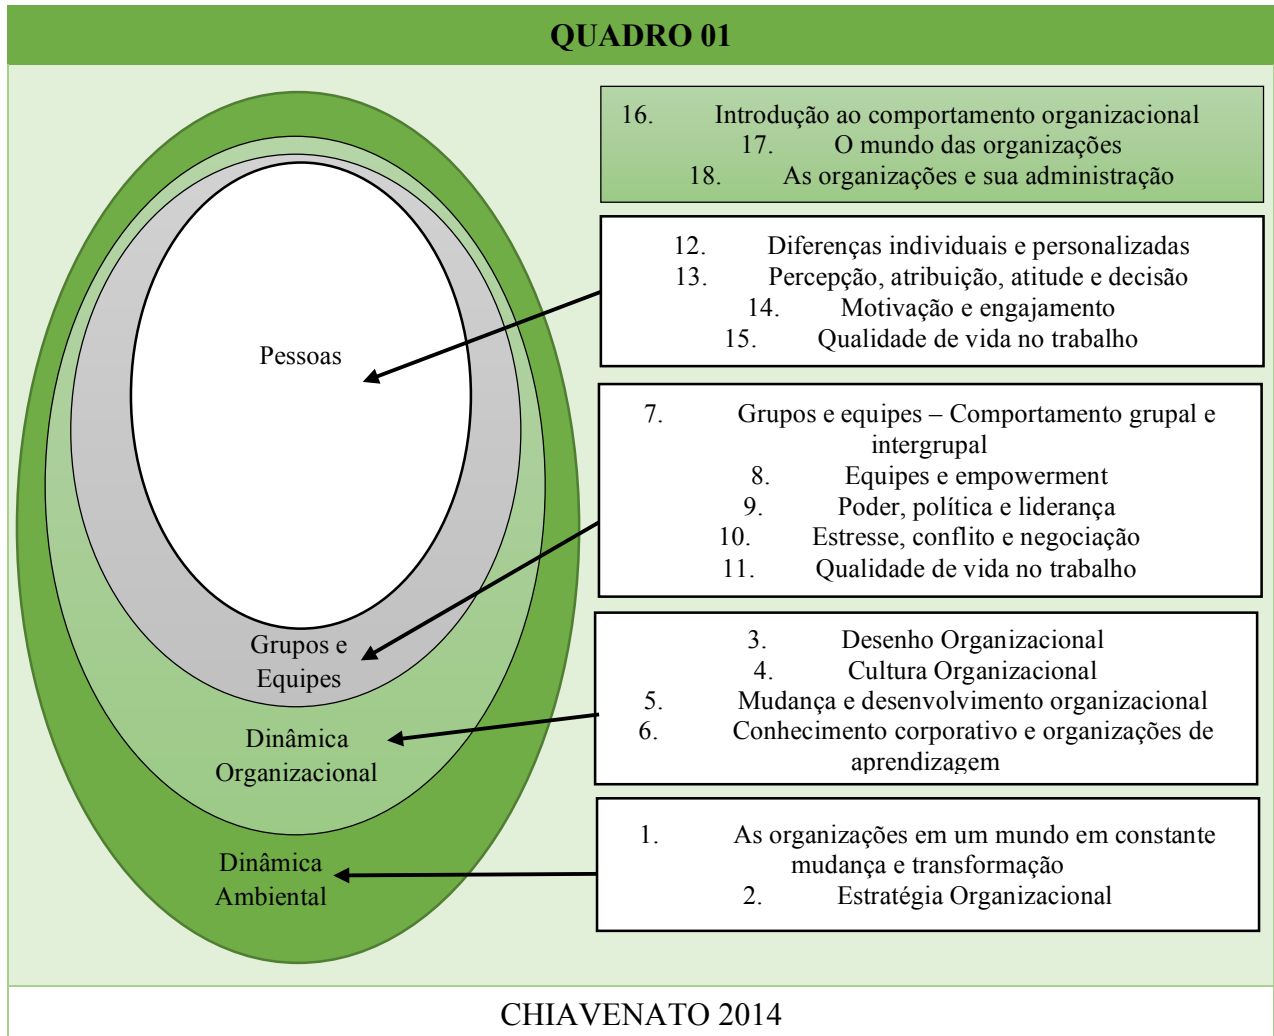 QUADRO 01
16. Introdução ao comportamento organizacional
17. O mundo das organizações
18. As organizações e sua administração
12. Diferenças individuais e personalizadas
13. Percepção, atribuição, atitude e decisão
14. Motivação e engajamento
15. Qualidade de vida no trabalho
Pessoas
7. Grupos e equipes – Comportamento grupal e
intergrupal
8. Equipes e empowerment
9. Poder, política e liderança
10. Estresse, conflito e negociação
11. Qualidade de vida no trabalho
Grupos e
Equipes
3. Desenho Organizacional
4. Cultura Organizacional
5. Mudança e desenvolvimento organizacional
6. Conhecimento corporativo e organizações de
aprendizagem
Dinâmica
Organizacional
1. As organizações em um mundo em constante
mudança e transformação
2. Estratégia Organizacional
Dinâmica
Ambiental
CHIAVENATO 2014